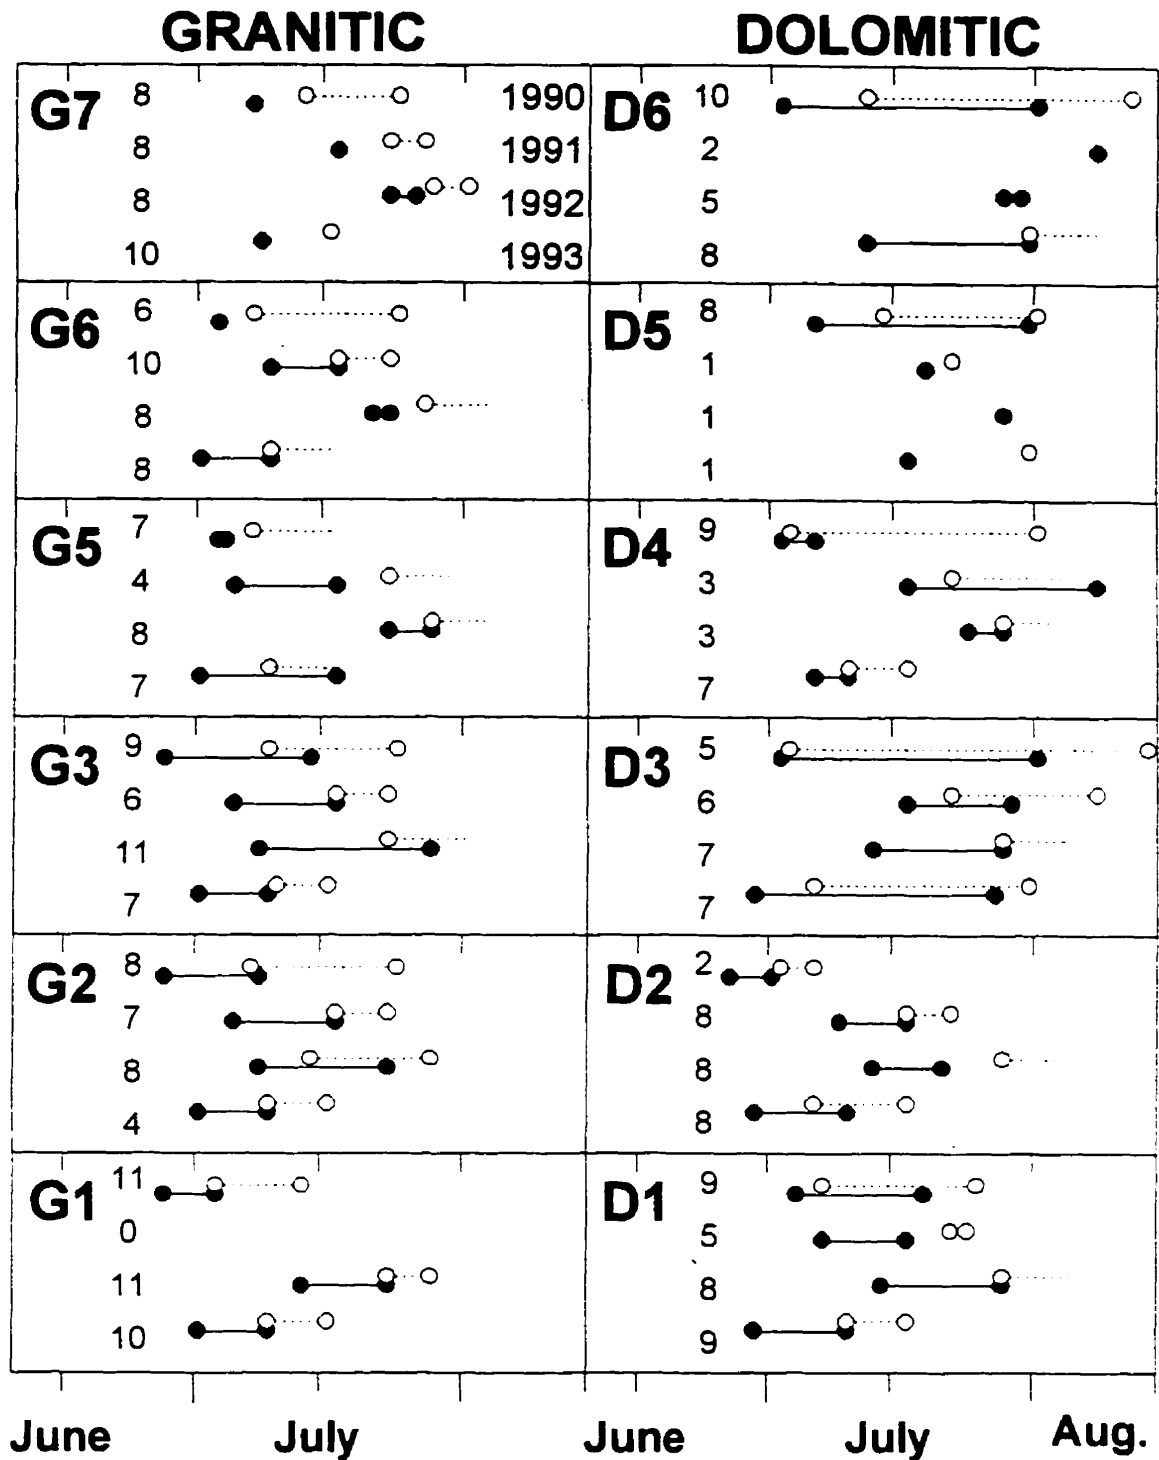 GRANITIC DOLOMITIC
G7 8 1990 D6 10
8 1991 2
8 1992 5
10 1993 8
G6 6 D5 8
10 1
8 1
8 1
G5 7 D4 9
4 3
8 3
7 7
G3 9 D3 5
6 6
11 7
7 7
G2 8 D2 2
7 8
8 8
4 8
G1 11 D1 9
0 5
11 8
10 9
June July June July Aug.